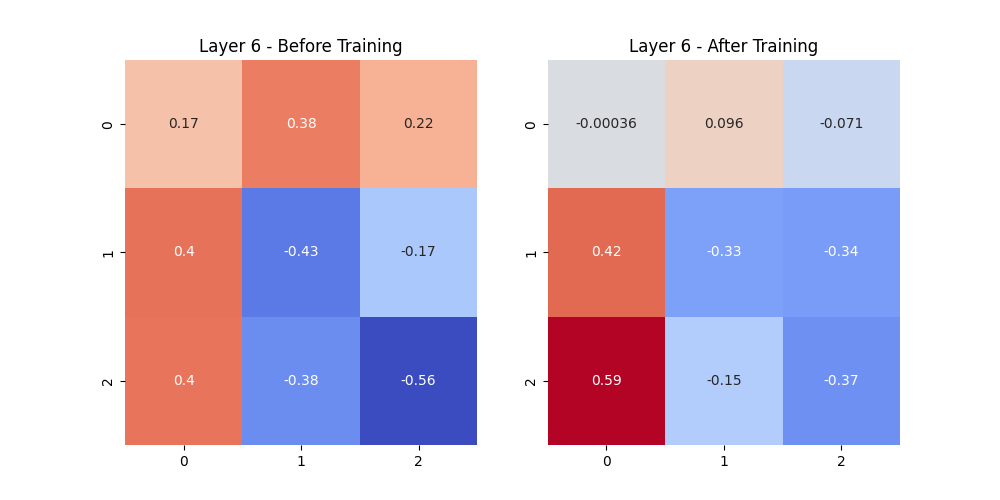 Layer 6 - Before Training
Layer 6 - After Training
0 0.17 0.38 0.22
1 0.4 -0.43 -0.17
2 0.4 -0.38 -0.56
0 1 2
0 -0.00036 0.096 -0.071
1 0.42 -0.33 -0.34
2 0.59 -0.15 -0.37
0 1 2